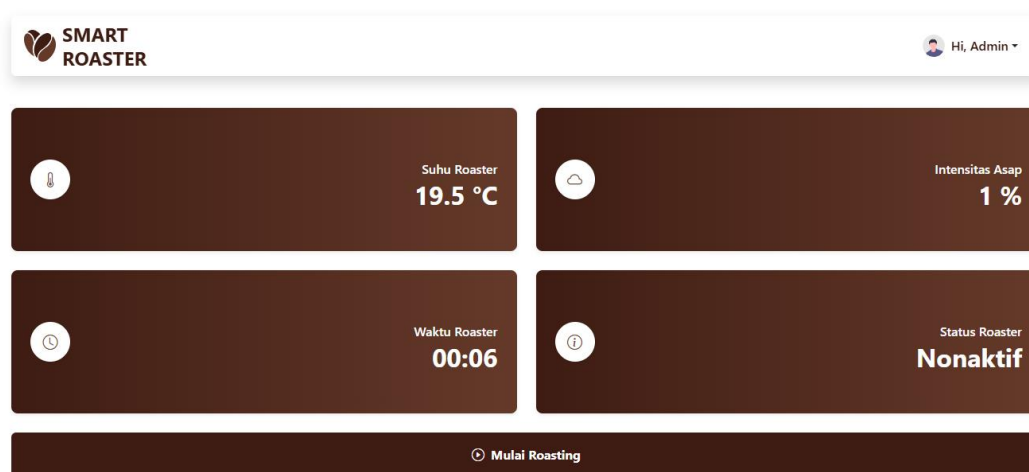 SMART
ROASTER
Hi, Admin
Suhu Roaster
19.5 °C
Intensitas Asap
1 %
Waktu Roaster
00:06
Status Roaster
Nonaktif
Mulai Roasting